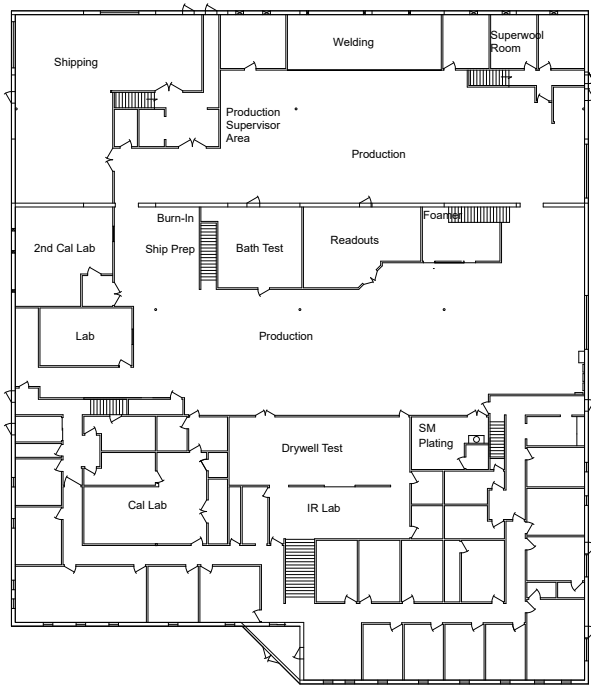 Welding
Superwool
Room
Shipping
Production
Supervisor
Area
Production
Burn-In
Foamer
2nd Cal Lab
Ship Prep
Bath Test
Readouts
Lab
Production
SM
Plating
Drywell Test
Cal Lab
IR Lab